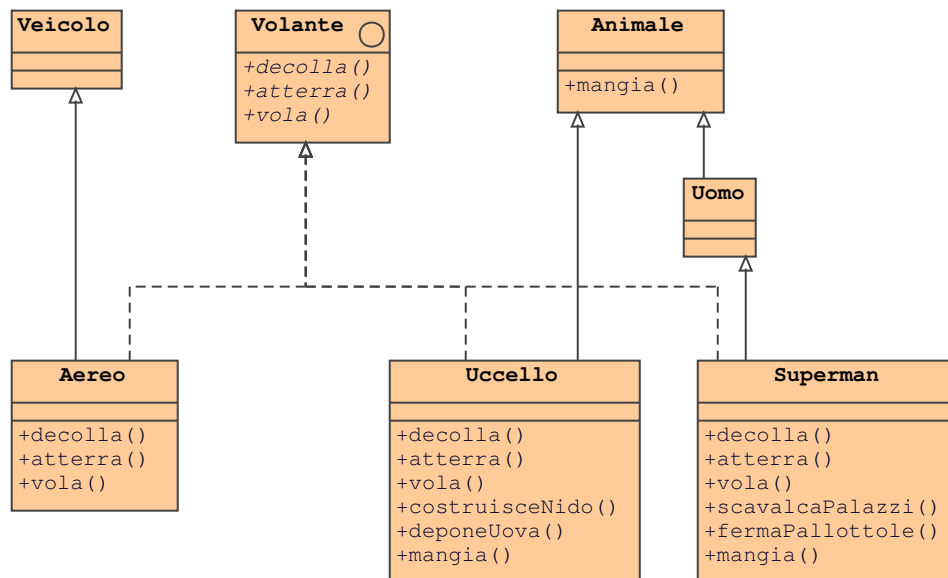 Veicolo
Volante
+decolla()
+atterra()
+vola()
Animale
+mangia()
Uomo
Aereo
+decolla()
+atterra()
+vola()
Uccello
+decolla()
+atterra()
+vola()
+costruisceNido()
+deponeUova()
+mangia()
Superman
+decolla()
+atterra()
+vola()
+scavalcaPalazzi()
+fermaPallottole()
+mangia()